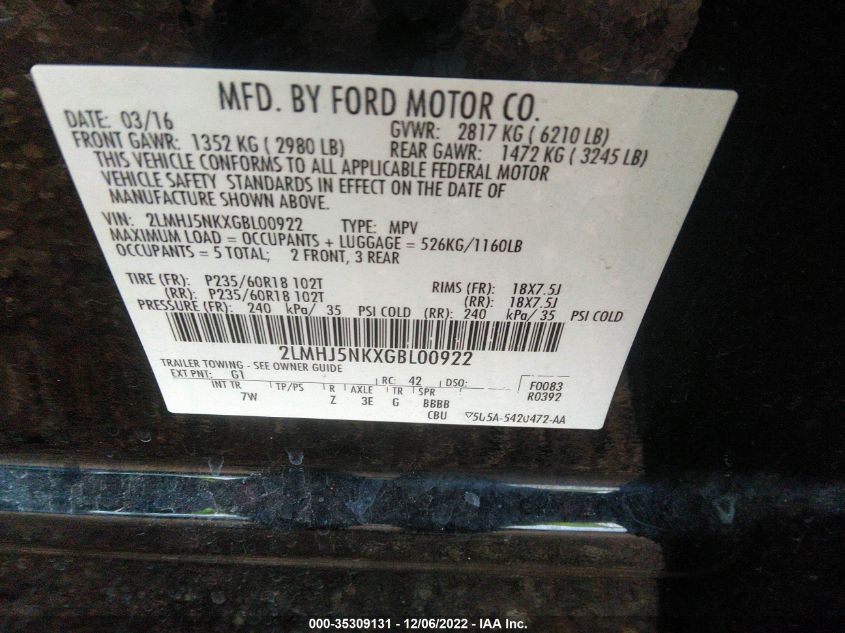 MFD. BY FORD MOTOR CO.
DATE: 03/16 GVWR: 2817 KG ( 6210 LB)
FRONT GAWR: 1352 KG ( 2980 LB) REAR GAWR: 1472 KG ( 3245 LB)
THIS VEHICLE CONFORMS TO ALL APPLICABLE FEDERAL MOTOR
VEHICLE SAFETY STANDARDS IN EFFECT ON THE DATE OF
MANUFACTURE SHOWN ABOVE.
VIN: 2LMHJ5NKXGBL00922 TYPE: MPV
MAXIMUM LOAD = OCCUPANTS + LUGGAGE = 526KG/1160LB
OCCUPANTS = 5 TOTAL; 2 FRONT, 3 REAR
TIRE (FR): P235/60R18 102T RIMS (FR): 18X7.5J
(RR): P235/60R18 102T (RR): 18X7.5J
PRESSURE (FR): 240 kPa/ 35 PSI COLD (RR): 240 kPa/ 35 PSI COLD
2LMHJ5NKXGBL00922
TRAILER TOWING - SEE OWNER GUIDE
EXT PNT: G1 RC: 42 DSO: F0083
INT TR TP/PS R AXLE TR SPR R0392
7W Z 3E G BBBB
CBU 5U5A-5420472-AA
000-35309131 - 12/06/2022 - IAA Inc.